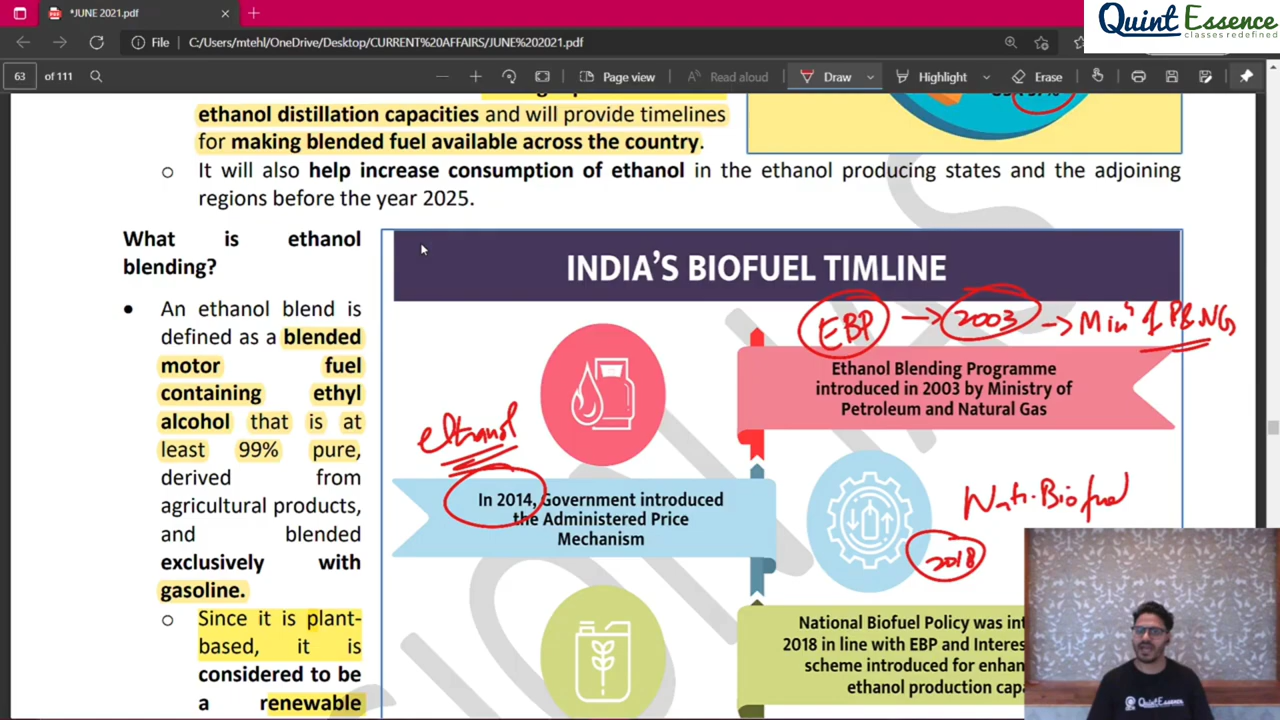 *JUNE 2021.pdf
Quint Essence
classes redefined
File
C:/Users/mtehl/OneDrive/Desktop/CURRENT%20AFFAIRS/JUNE%202021.pdf
63 of 111
Page view
Read aloud
Draw
Highlight
Erase
ethanol distillation capacities and will provide timelines
for making blended fuel available across the country.
It will also help increase consumption of ethanol in the ethanol producing states and the adjoining
regions before the year 2025.
What is ethanol
blending?
An ethanol blend is
defined as a blended
motor fuel
containing ethyl
alcohol that is at
least 99% pure,
derived from
agricultural products,
and blended
exclusively with
gasoline.
Since it is plant-
based, it is
considered to be
a renewable
INDIA'S BIOFUEL TIMLINE
EBP → 2003 → Min of P& NG
Ethanol Blending Programme
introduced in 2003 by Ministry of
Petroleum and Natural Gas
ethanol
In 2014, Government introduced
the Administered Price
Mechanism
Nati. Biofuel
2018
National Biofuel Policy was in
2018 in line with EBP and Interes
scheme introduced for enhan
ethanol production capa
Quint Essence